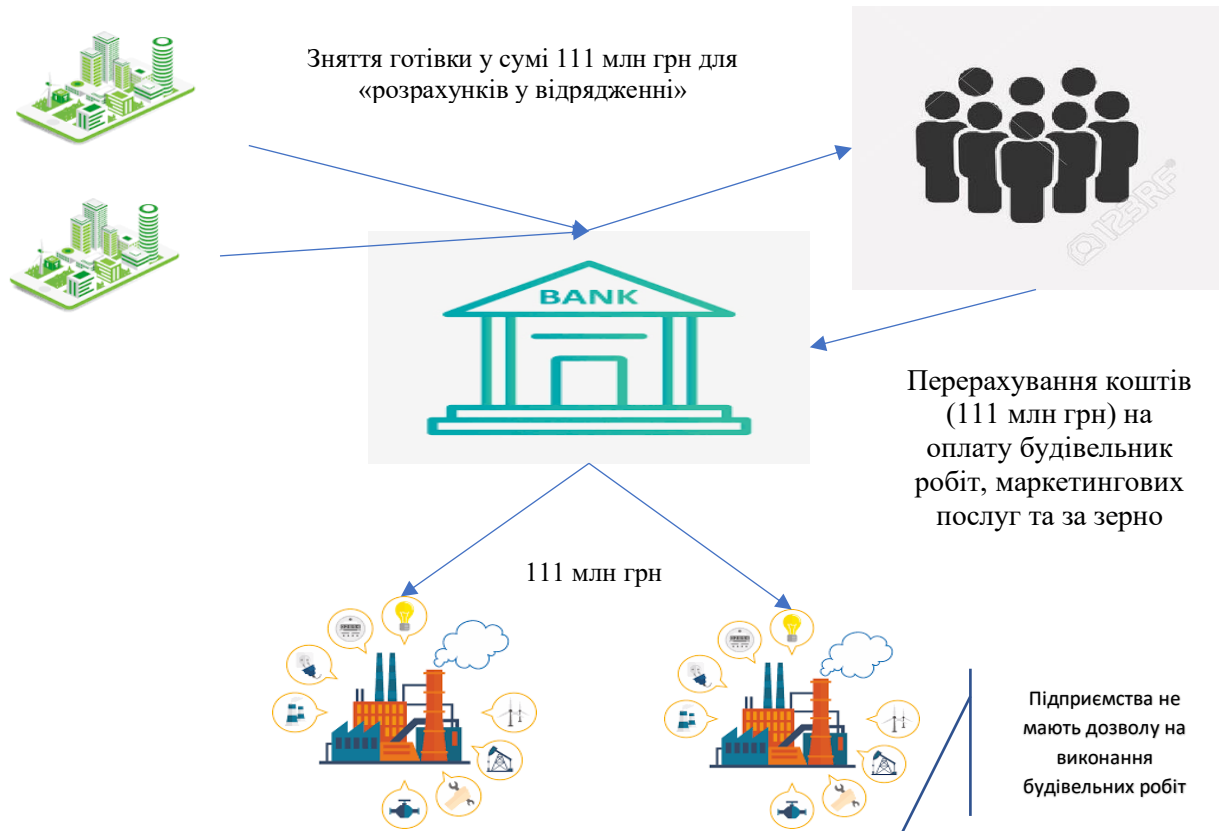 Зняття готівки у сумі 111 млн грн для
«розрахунків у відрядженні»
123RF®
BANK
Перерахування коштів
(111 млн грн) на
оплату будівельник
робіт, маркетингових
послуг та за зерно
111 млн грн
Підприємства не
мають дозволу на
виконання
будівельних робіт